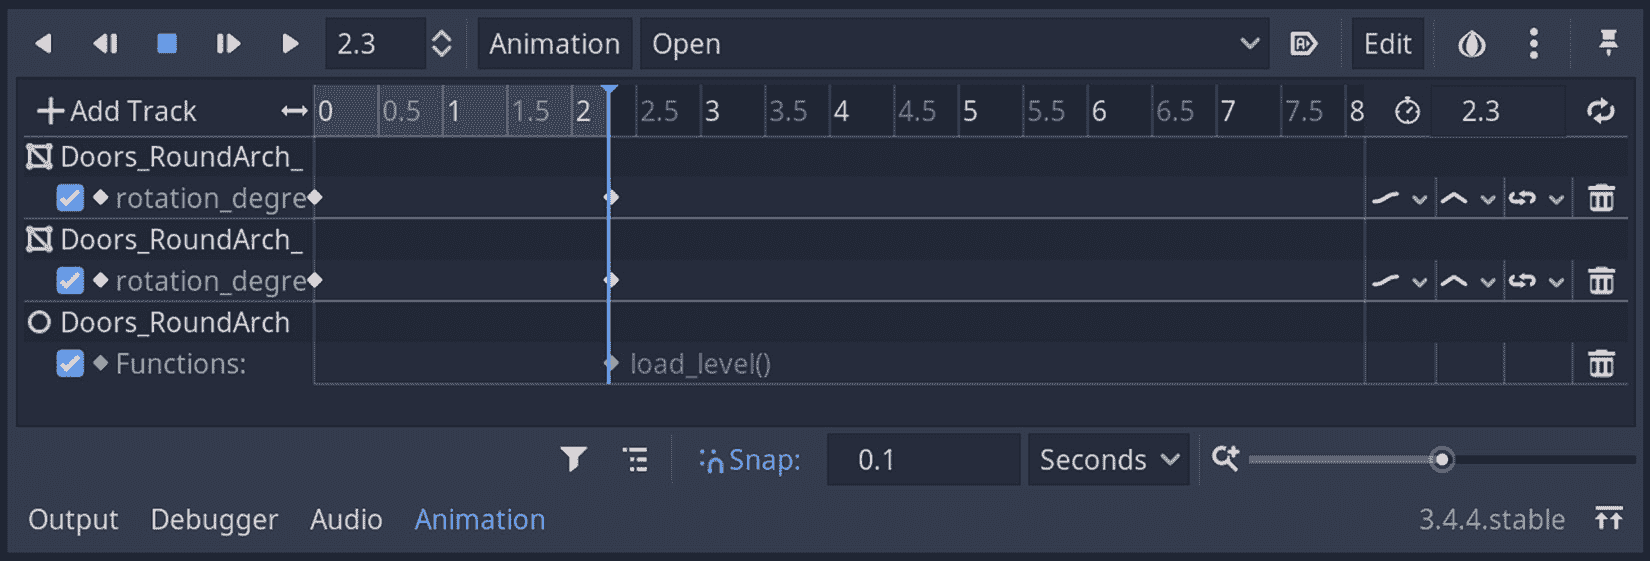 2.3 Animation Open Edit
Add Track 0 0.5 1 1.5 2 2.5 3 3.5 4 4.5 5 5.5 6 6.5 7 7.5 8 2.3
Doors_RoundArch_
rotation_degre
Doors_RoundArch_
rotation_degre
Doors_RoundArch
Functions: load_level()
Snap: 0.1 Seconds
Output Debugger Audio Animation 3.4.4.stable